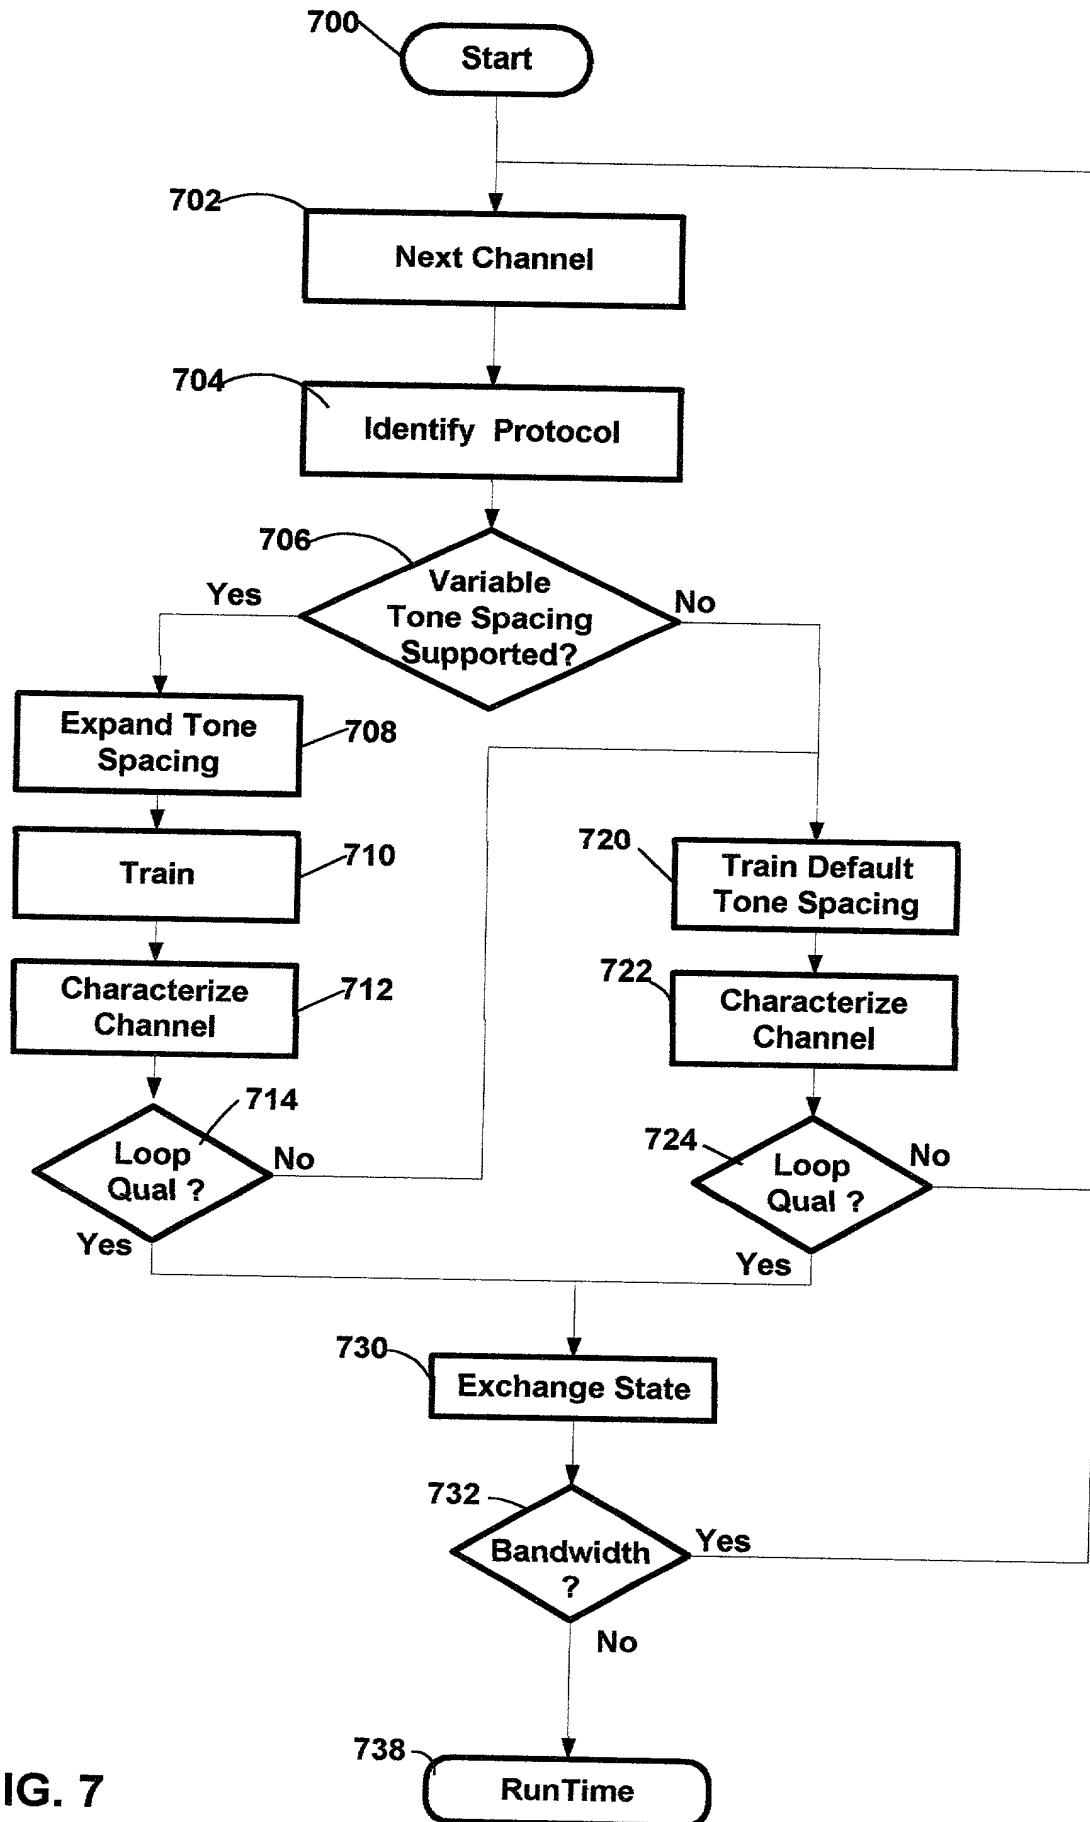 700
Start
702
Next Channel
704
Identify Protocol
706
Variable
Tone Spacing
Supported?
Yes
No
Expand Tone
Spacing
708
Train
710
720
Train Default
Tone Spacing
Characterize
Channel
712
722
Characterize
Channel
714
Loop
Qual ?
No
Yes
724
Loop
Qual ?
No
Yes
730
Exchange State
732
Bandwidth
?
Yes
No
738
RunTime
IG. 7